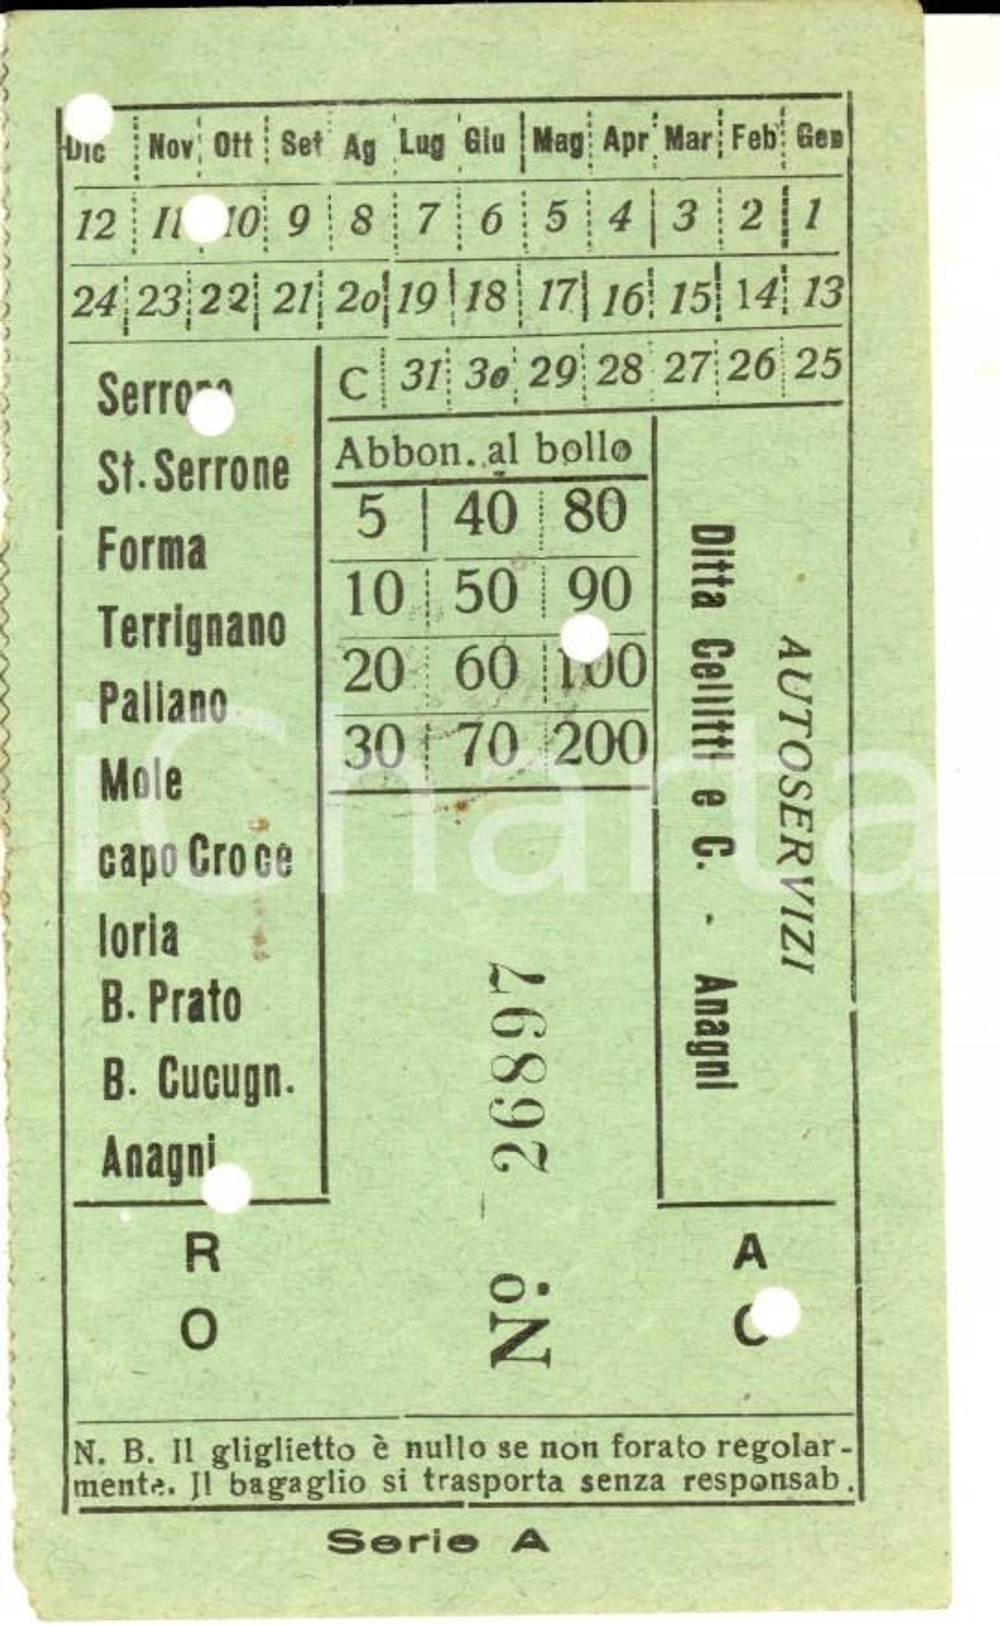 Dic Nov Ott Set Ag Lug Giu Mag Apr Mar Feb Gen
12 11 10 9 8 7 6 5 4 3 2 1
24 23 22 21 20 19 18 17 16 15 14 13
C 31 30 29 28 27 26 25
Serrone
St. Serrone
Forma
Terrignano
Paliano
Mole
capo Croce
Ioria
B. Prato
B. Cucugn.
Anagni
Abbon. al bollo
5 40 80
10 50 90
20 60 100
30 70 200
Ditta Cellitti e C. - Anagni
AUTOSERVIZI
No. 26897
R A
O C
N. B. Il gliglietto è nullo se non forato regolar-
mente. Il bagaglio si trasporta senza responsab.
Serie A
iCharta